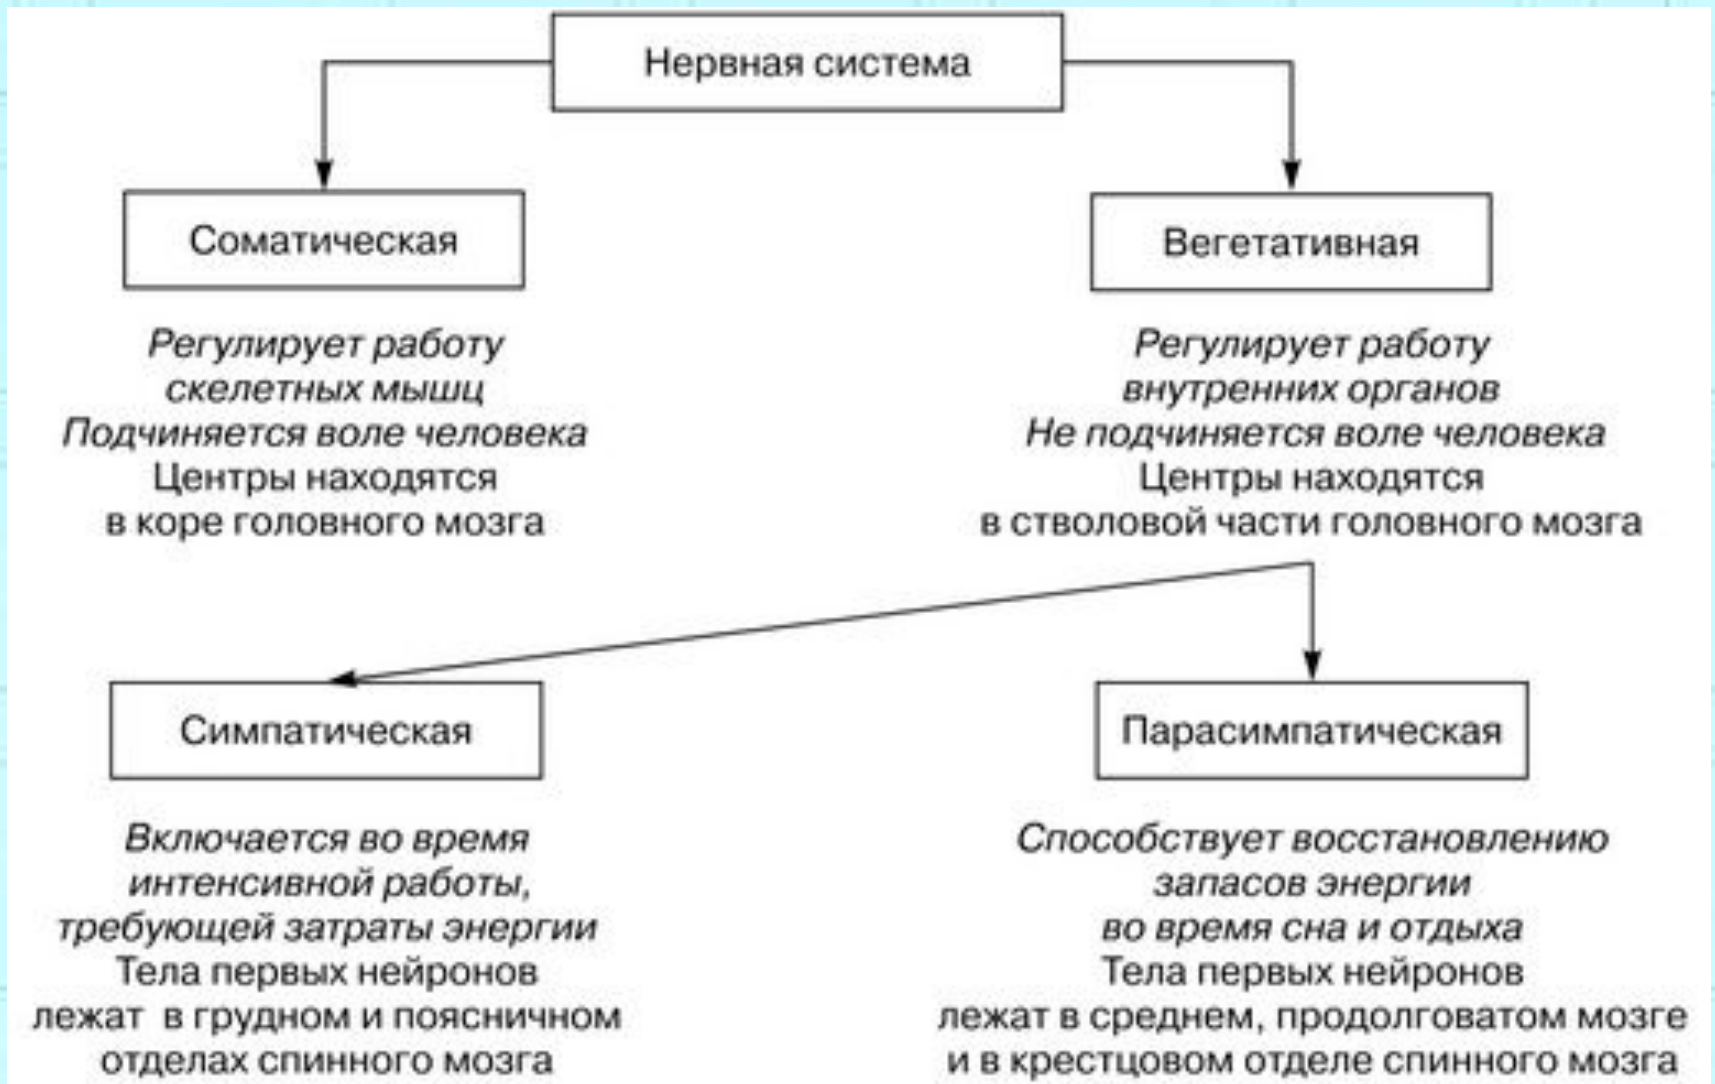 Нервная система
Соматическая
Вегетативная
Регулирует работу
скелетных мышц
Подчиняется воле человека
Центры находятся
в коре головного мозга
Регулирует работу
внутренних органов
Не подчиняется воле человека
Центры находятся
в стволовой части головного мозга
Симпатическая
Парасимпатическая
Включается во время
интенсивной работы,
требующей затраты энергии
Тела первых нейронов
лежат в грудном и поясничном
отделах спинного мозга
Способствует восстановлению
запасов энергии
во время сна и отдыха
Тела первых нейронов
лежат в среднем, продолговатом мозге
и в крестцовом отделе спинного мозга